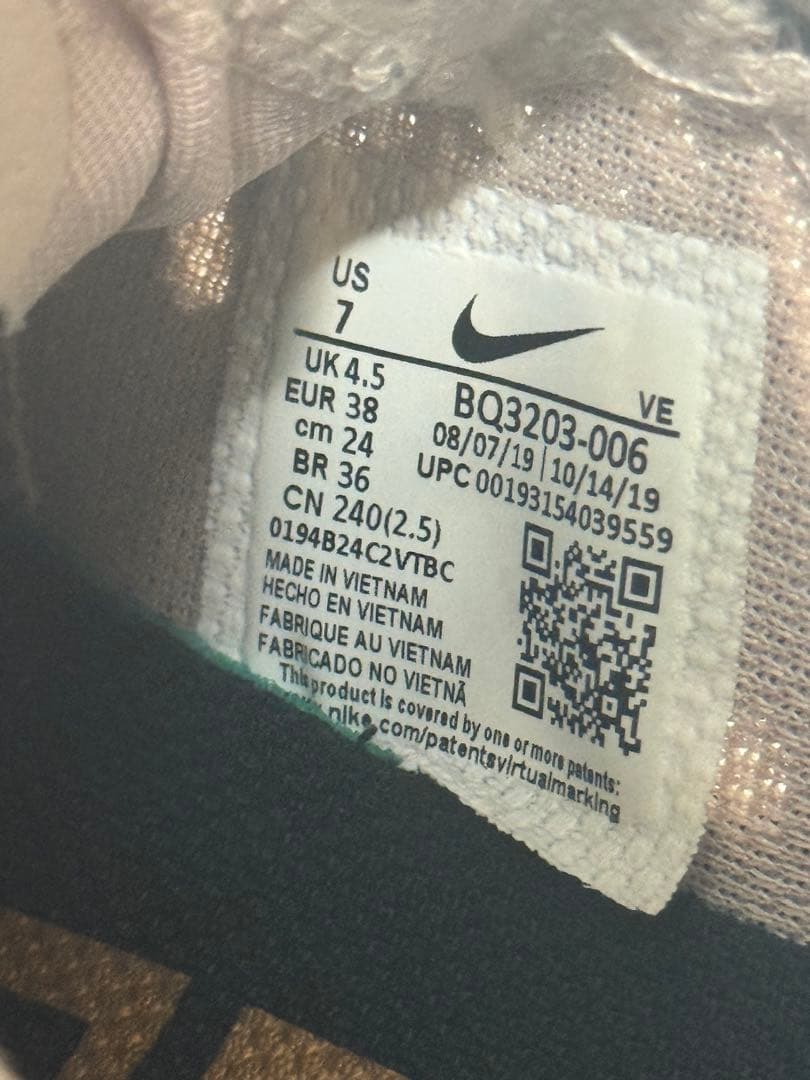 US
7
VE
UK 4.5
EUR 38
cm 24
BR 36
CN 240(2.5)
BQ3203-006
08/07/19 | 10/14/19
UPC 00193154039559
0194B24C2VTBC
MADE IN VIETNAM
HECHO EN VIETNAM
FABRIQUE AU VIETNAM
FABRICADO NO VIETNÃ
This product is covered by one or more patents:
nike.com/patentsvirtualmarking